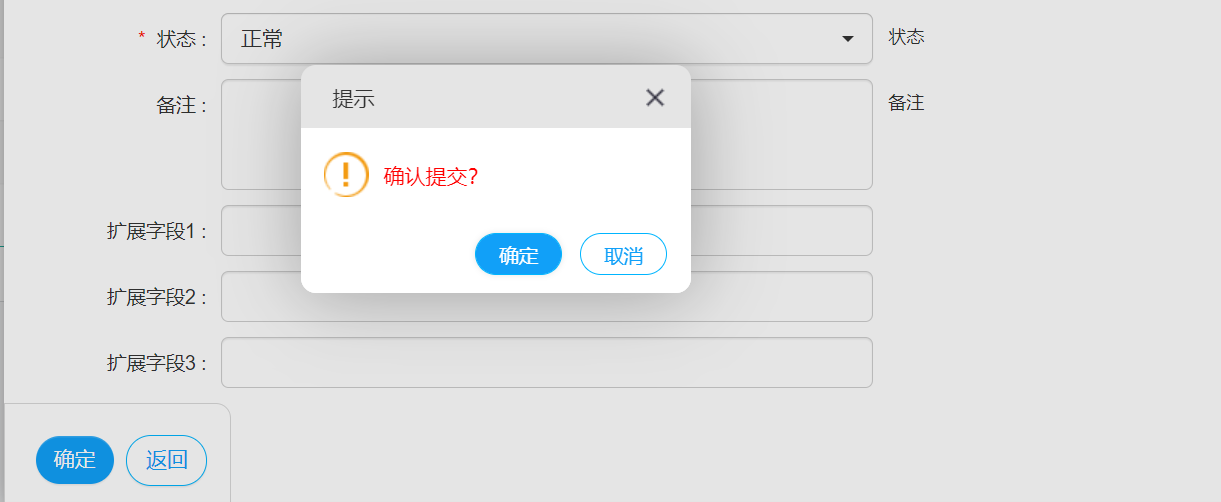 * 状态 : 正常 状态
备注 : 备注
提示
确认提交?
确定 取消
扩展字段1 :
扩展字段2 :
扩展字段3 :
确定 返回